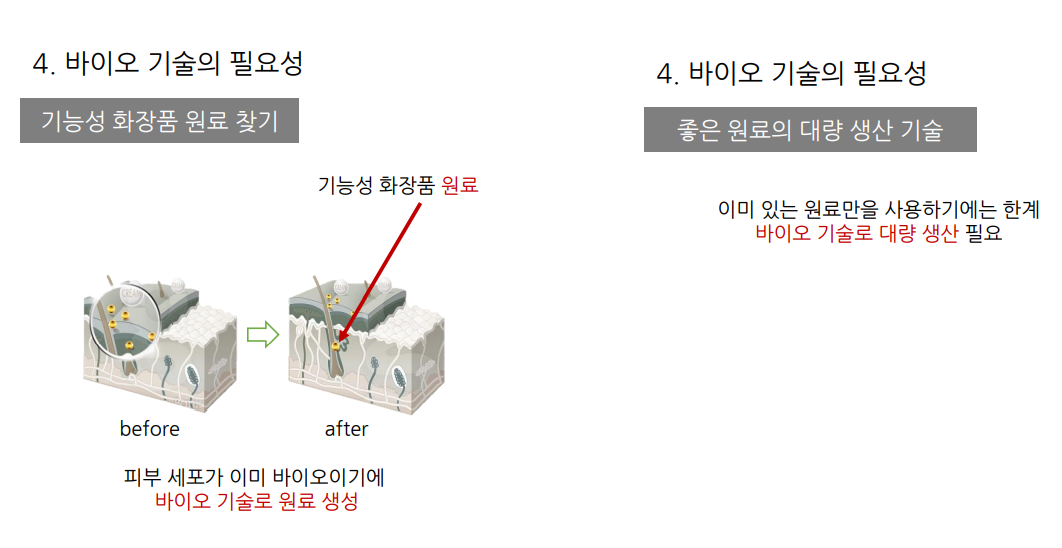 4. 바이오 기술의 필요성
기능성 화장품 원료 찾기
기능성 화장품 원료
CREAM
before
after
피부 세포가 이미 바이오이기에
바이오 기술로 원료 생성
4. 바이오 기술의 필요성
좋은 원료의 대량 생산 기술
이미 있는 원료만을 사용하기에는 한계
바이오 기술로 대량 생산 필요